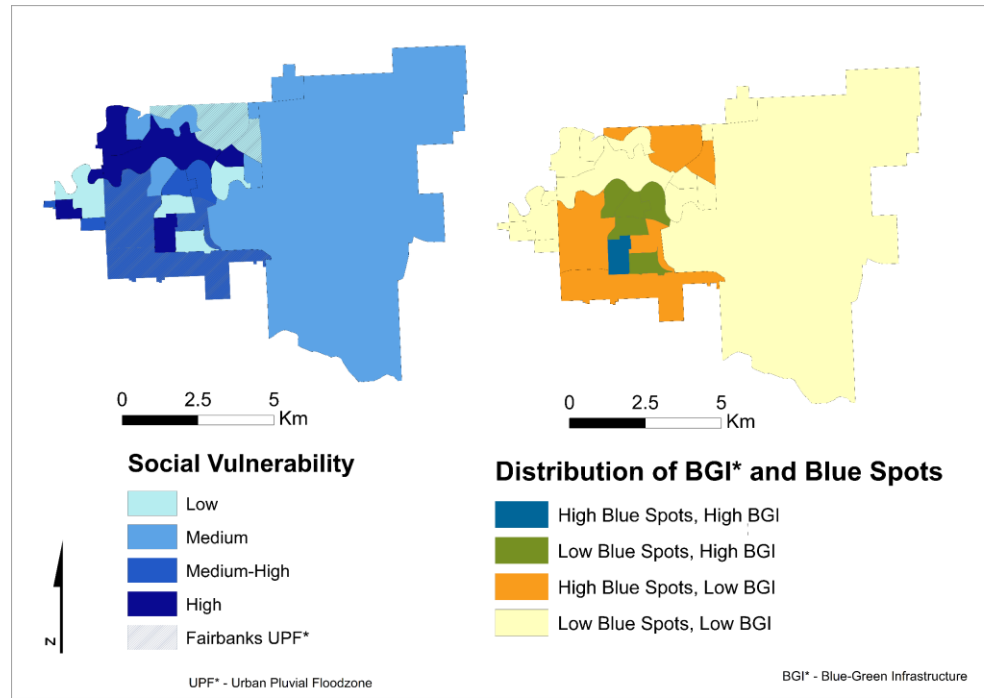 0 2.5 5
Km
Social Vulnerability
Low
Medium
Medium-High
High
Fairbanks UPF*
N
UPF* - Urban Pluvial Floodzone
0 2.5 5
Km
Distribution of BGI* and Blue Spots
High Blue Spots, High BGI
Low Blue Spots, High BGI
High Blue Spots, Low BGI
Low Blue Spots, Low BGI
BGI* - Blue-Green Infrastructure